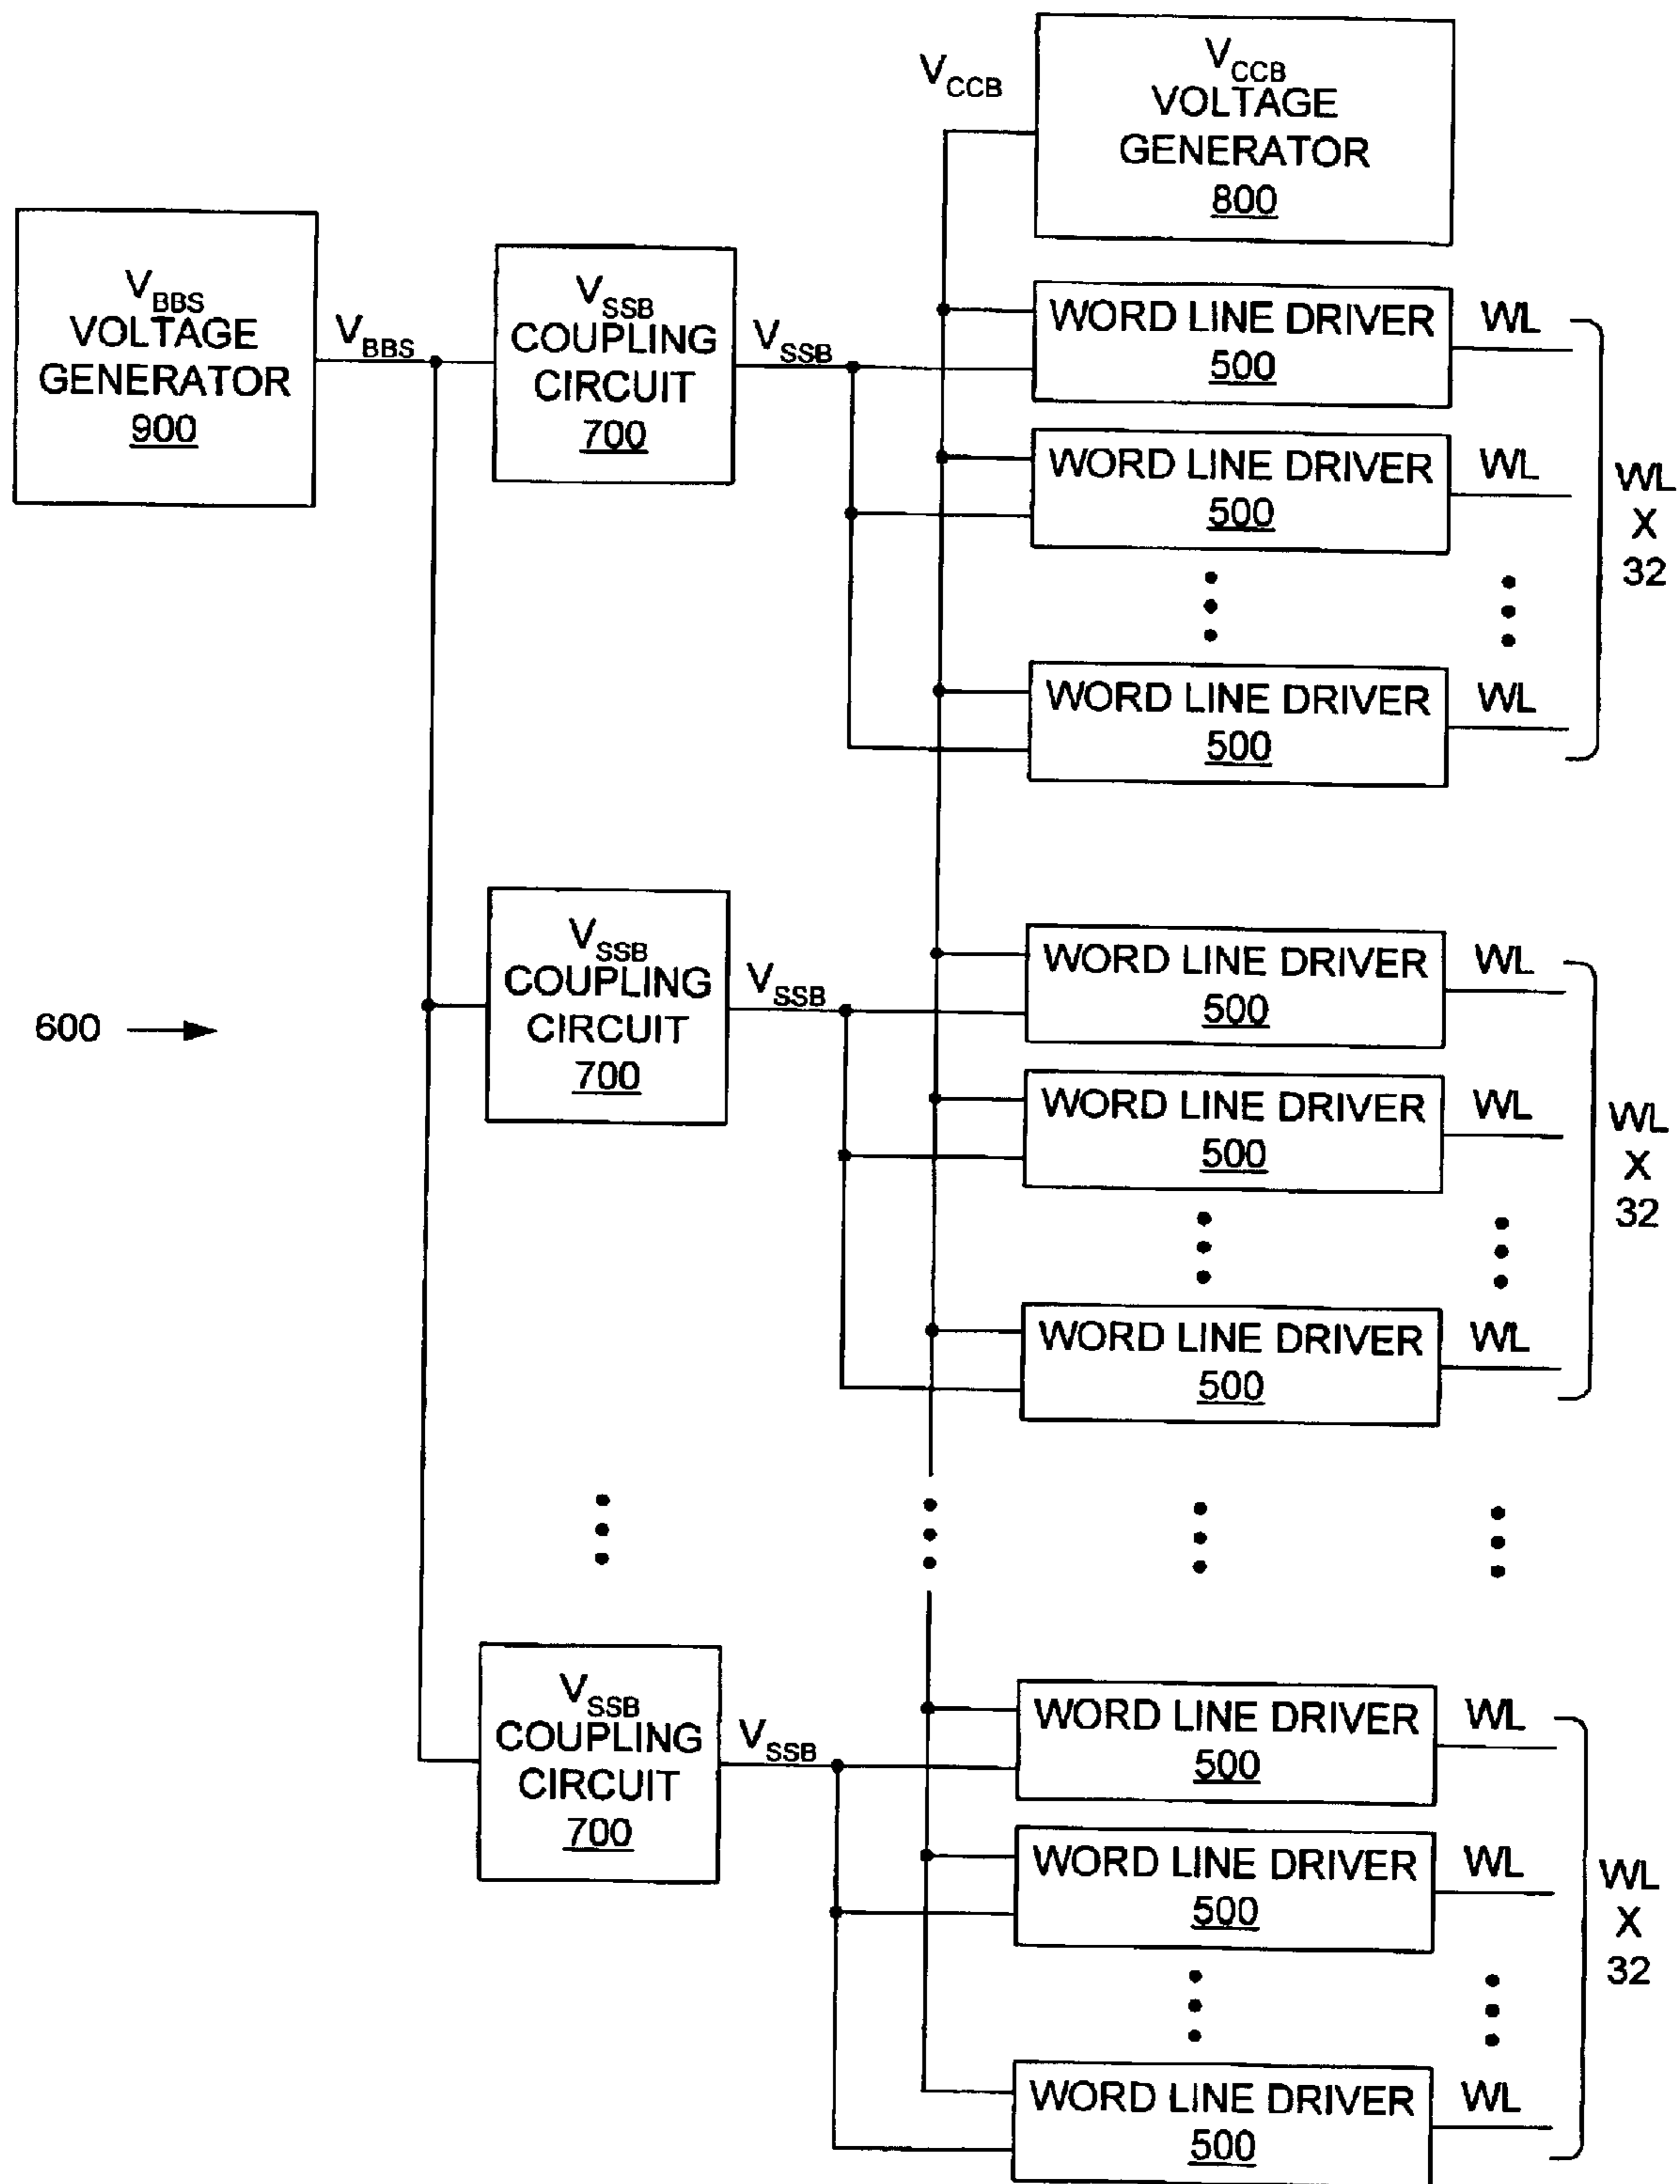 V_CCB
V_CCB
VOLTAGE
GENERATOR
800
V_BBS
VOLTAGE
GENERATOR
900
V_BBS
V_SSB
COUPLING
CIRCUIT
700
V_SSB
WORD LINE DRIVER
500
WL
WORD LINE DRIVER
500
WL
WORD LINE DRIVER
500
WL
WL
X
32
600
V_SSB
COUPLING
CIRCUIT
700
V_SSB
WORD LINE DRIVER
500
WL
WORD LINE DRIVER
500
WL
WORD LINE DRIVER
500
WL
WL
X
32
V_SSB
COUPLING
CIRCUIT
700
V_SSB
WORD LINE DRIVER
500
WL
WORD LINE DRIVER
500
WL
WORD LINE DRIVER
500
WL
WL
X
32